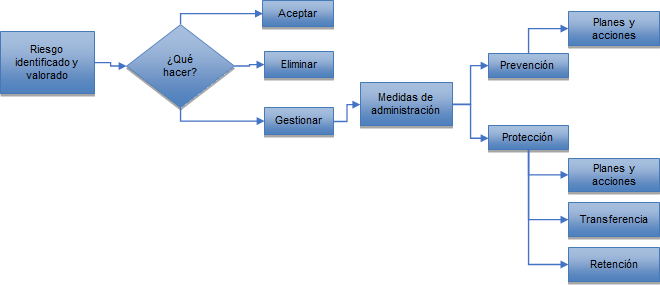 Riesgo
identificado y
valorado
¿Qué
hacer?
Aceptar
Eliminar
Gestionar
Medidas de
administración
Prevención
Planes y
acciones
Protección
Planes y
acciones
Transferencia
Retención